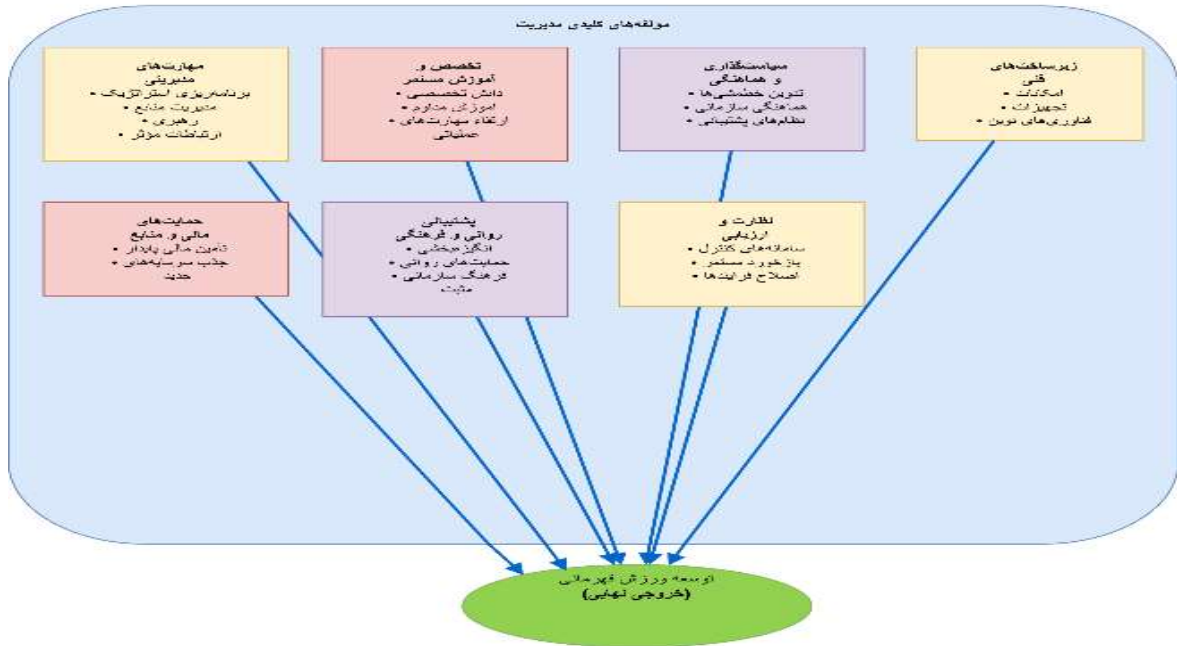 مولفه‌های کلیدی مدیریت
زیرساخت‌های
فنی
• امکانات
• تجهیزات
• فناوری‌های نوین
سیاست‌گذاری
و هماهنگی
• تدوین خط‌مشی‌ها
• هماهنگی سازمانی
• نظام‌های پشتیبانی
تخصص و
آموزش مستمر
• دانش تخصصی
• آموزش مداوم
• ارتقاء مهارت‌های
عملیاتی
مهارت‌های
مدیریتی
• برنامه‌ریزی استراتژیک
• مدیریت منابع
• رهبری
• ارتباطات مؤثر
نظارت و
ارزیابی
• سامانه‌های کنترل
• بازخورد مستمر
• اصلاح فرایندها
پشتیبانی
روانی و فرهنگی
• انگیزه‌بخشی
• حمایت‌های روانی
• فرهنگ سازمانی
مثبت
حمایت‌های
مالی و منابع
• تأمین مالی پایدار
• جذب سرمایه‌های
جدید
توسعه ورزش قهرمانی
(خروجی نهایی)